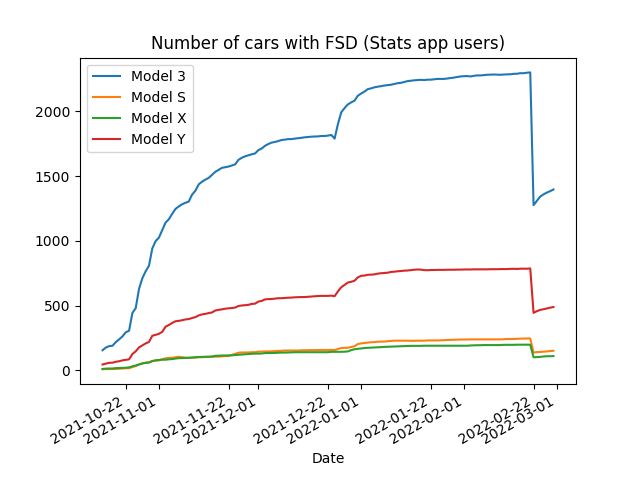 Number of cars with FSD (Stats app users)
Model 3
Model S
Model X
Model Y
2000
1500
1000
500
0
2021-10-22
2021-11-01
2021-11-22
2021-12-01
2021-12-22
2022-01-01
2022-01-22
2022-02-01
2022-02-22
2022-03-01
Date